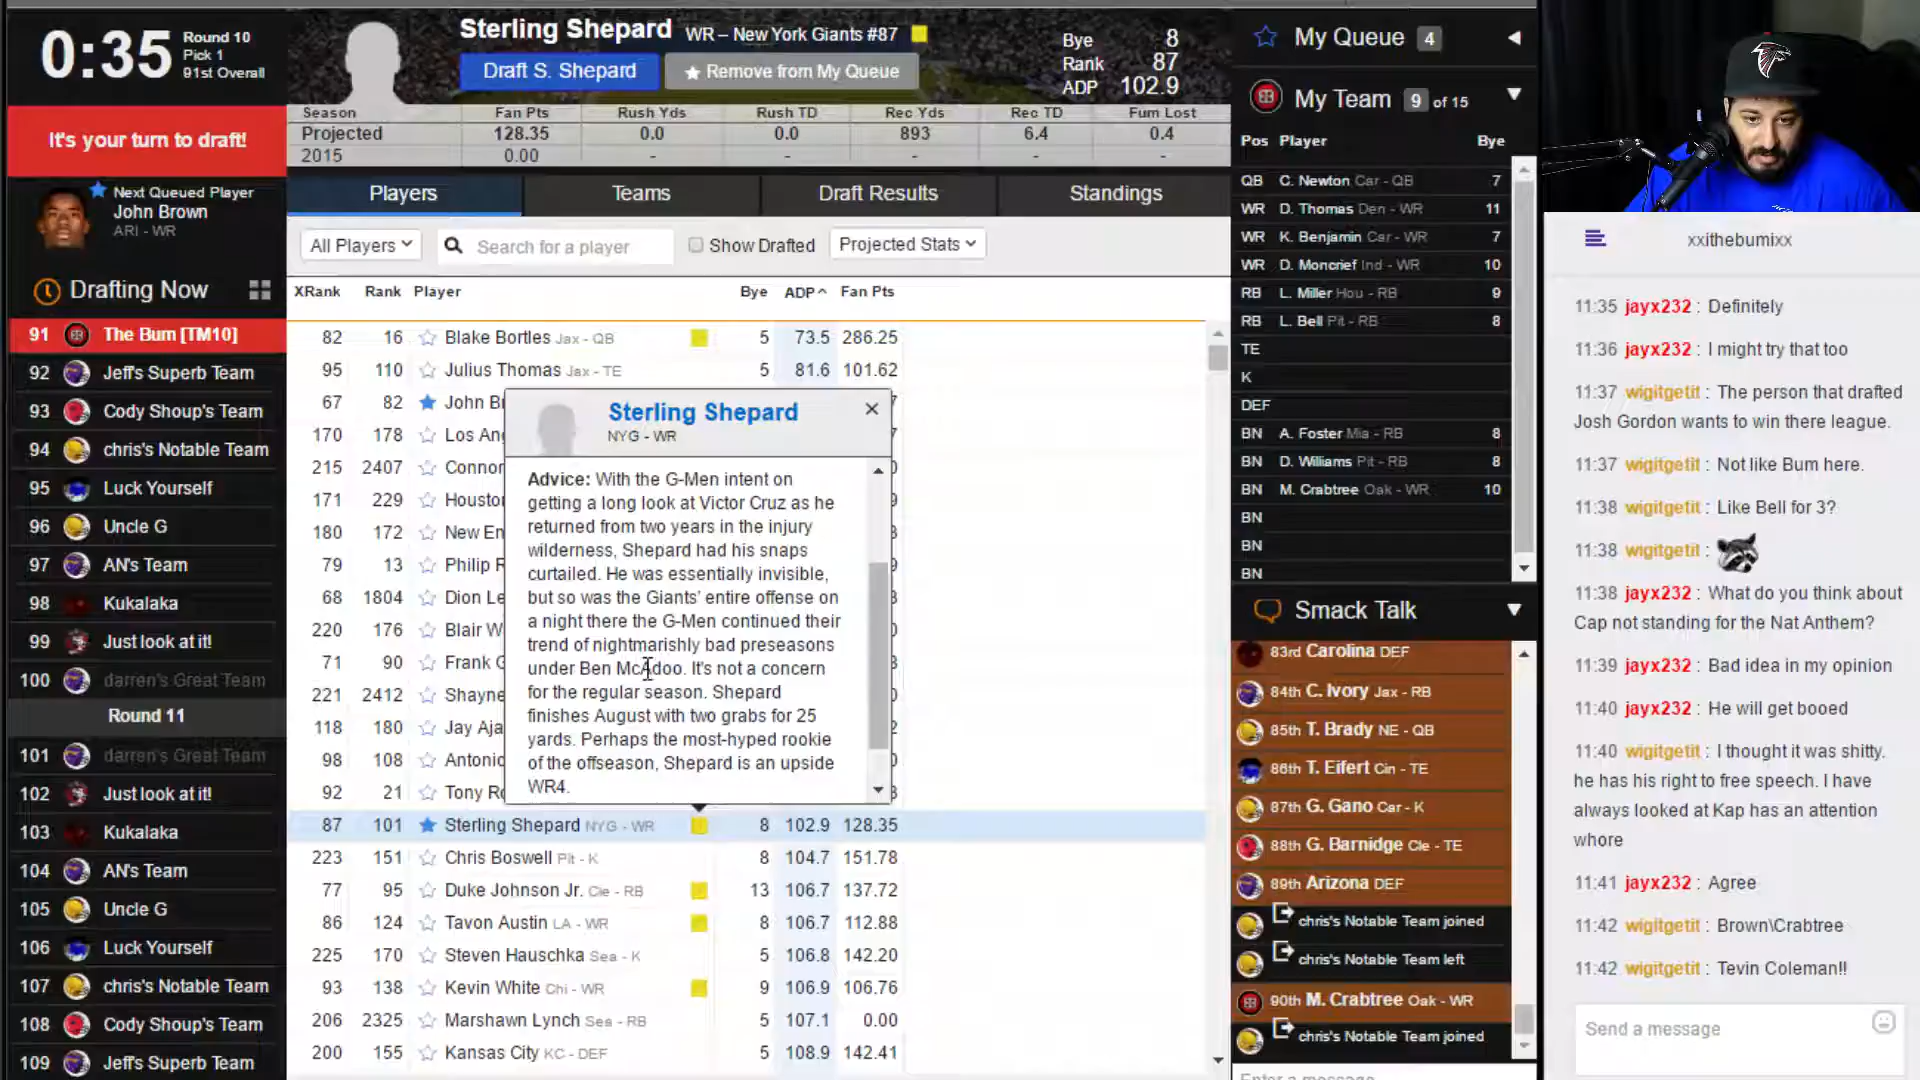 0:35
Round 10
Pick 1
91st Overall
It's your turn to draft!
Next Queued Player
John Brown
ARI - WR
Drafting Now
91 The Bum [TM10]
92 Jeff's Superb Team
93 Cody Shoup's Team
94 chris's Notable Team
95 Luck Yourself
96 Uncle G
97 AN's Team
98 Kukalaka
99 Just look at it!
100 darren's Great Team
Round 11
101 darren's Great Team
102 Just look at it!
103 Kukalaka
104 AN's Team
105 Uncle G
106 Luck Yourself
107 chris's Notable Team
108 Cody Shoup's Team
109 Jeff's Superb Team
Sterling Shepard WR – New York Giants #87
Draft S. Shepard
Remove from My Queue
Bye 8
Rank 87
ADP 102.9
Season Fan Pts Rush Yds Rush TD Rec Yds Rec TD Fum Lost
Projected 128.35 0.0 0.0 893 6.4 0.4
2015 0.00 - - - - -
Players Teams Draft Results Standings
All Players Search for a player Show Drafted Projected Stats
XRank Rank Player Bye ADP Fan Pts
82 16 Blake Bortles Jax - QB 5 73.5 286.25
95 110 Julius Thomas Jax - TE 5 81.6 101.62
67 82 John B
170 178 Los An
215 2407 Connor
171 229 Housto
180 172 New En
79 13 Philip R
68 1804 Dion Le
220 176 Blair W
71 90 Frank G
221 2412 Shayne
118 180 Jay Aja
98 108 Antonio
92 21 Tony Ro
87 101 Sterling Shepard NYG - WR 8 102.9 128.35
223 151 Chris Boswell Pit - K 8 104.7 151.78
77 95 Duke Johnson Jr. Cle - RB 13 106.7 137.72
86 124 Tavon Austin LA - WR 8 106.7 112.88
225 170 Steven Hauschka Sea - K 5 106.8 142.20
93 138 Kevin White Chi - WR 9 106.9 106.76
206 2325 Marshawn Lynch Sea - RB 5 107.1 0.00
200 155 Kansas City KC - DEF 5 108.9 142.41
Sterling Shepard
NYG - WR
Advice: With the G-Men intent on
getting a long look at Victor Cruz as he
returned from two years in the injury
wilderness, Shepard had his snaps
curtailed. He was essentially invisible,
but so was the Giants' entire offense on
a night there the G-Men continued their
trend of nightmarishly bad preseasons
under Ben McAdoo. It's not a concern
for the regular season. Shepard
finishes August with two grabs for 25
yards. Perhaps the most-hyped rookie
of the offseason, Shepard is an upside
WR4.
My Queue 4
My Team 9 of 15
Pos Player Bye
QB C. Newton Car - QB 7
WR D. Thomas Den - WR 11
WR K. Benjamin Car - WR 7
WR D. Moncrief Ind - WR 10
RB L. Miller Hou - RB 9
RB L. Bell Pit - RB 8
TE
K
DEF
BN A. Foster Mia - RB 8
BN D. Williams Pit - RB 8
BN M. Crabtree Oak - WR 10
BN
BN
BN
Smack Talk
83rd Carolina DEF
84th C. Ivory Jax - RB
85th T. Brady NE - QB
86th T. Eifert Cin - TE
87th G. Gano Car - K
88th G. Barnidge Cle - TE
89th Arizona DEF
chris's Notable Team joined
chris's Notable Team left
90th M. Crabtree Oak - WR
chris's Notable Team joined
Enter a message
xxithebumixx
11:35 jayx232 : Definitely
11:36 jayx232 : I might try that too
11:37 wigitgetit : The person that drafted
Josh Gordon wants to win there league.
11:37 wigitgetit : Not like Bum here.
11:38 wigitgetit : Like Bell for 3?
11:38 wigitgetit :
11:38 jayx232 : What do you think about
Cap not standing for the Nat Anthem?
11:39 jayx232 : Bad idea in my opinion
11:40 jayx232 : He will get booed
11:40 wigitgetit : I thought it was shitty.
he has his right to free speech. I have
always looked at Kap has an attention
whore
11:41 jayx232 : Agree
11:42 wigitgetit : Brown\Crabtree
11:42 wigitgetit : Tevin Coleman!!
Send a message